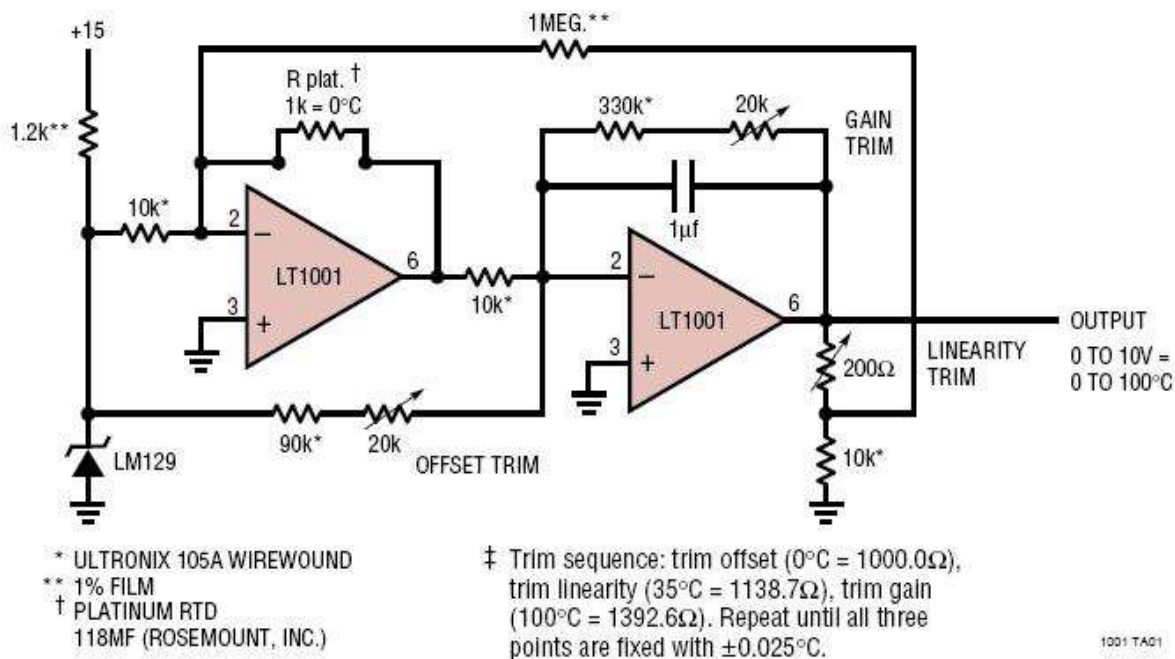 +15
1MEG.**
R plat. †
1k = 0°C
1.2k**
330k*
20k
GAIN
TRIM
10k*
2
−
LT1001
6
3
+
1µf
10k*
2
−
LT1001
6
3
+
OUTPUT
0 TO 10V =
0 TO 100°C
LINEARITY
TRIM
200Ω
90k*
20k
OFFSET TRIM
LM129
10k*
* ULTRONIX 105A WIREWOUND
** 1% FILM
† PLATINUM RTD
118MF (ROSEMOUNT, INC.)
‡ Trim sequence: trim offset (0°C = 1000.0Ω),
trim linearity (35°C = 1138.7Ω), trim gain
(100°C = 1392.6Ω). Repeat until all three
points are fixed with ±0.025°C.
1001 TA01